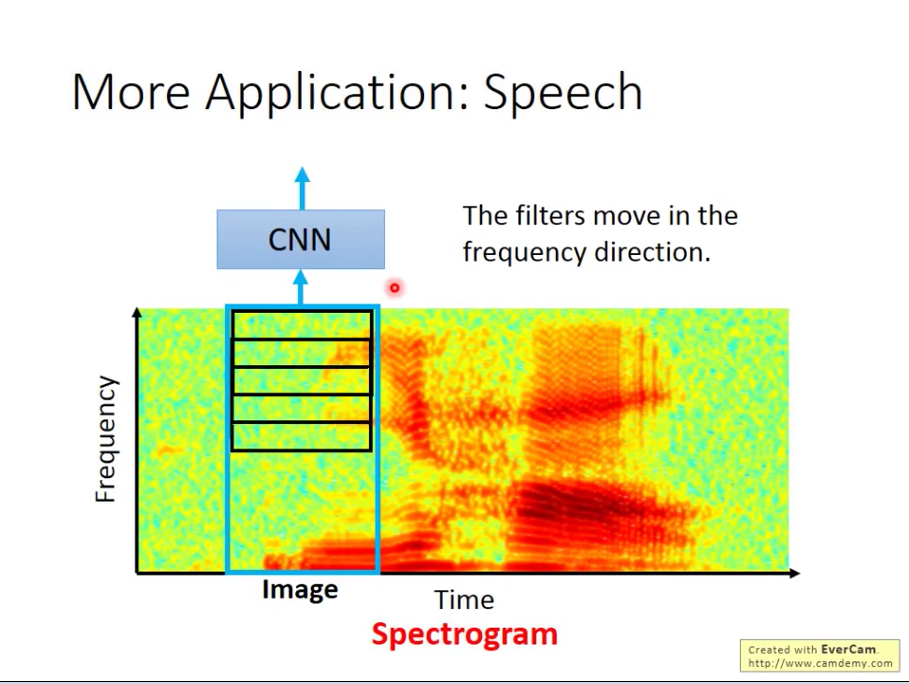 More Application: Speech
CNN
The filters move in the
frequency direction.
Frequency
Image
Time
Spectrogram
Created with EverCam.
http://www.camdemy.com